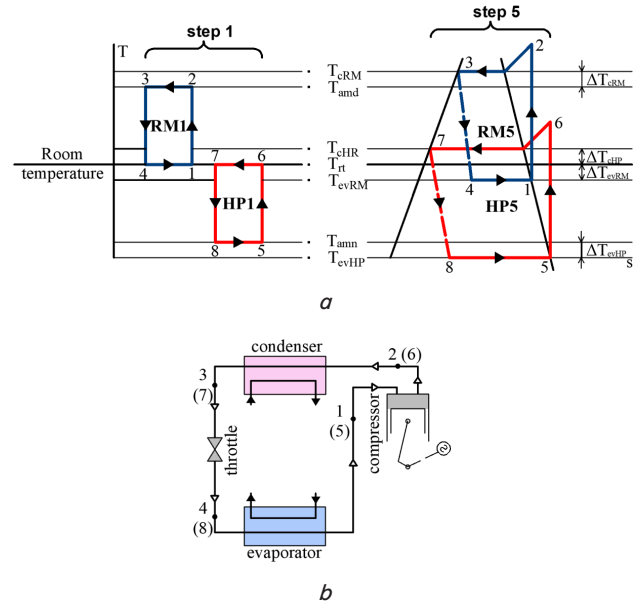 step 1
step 5
T
T_cRM
T_amd
T_cHR
T_rt
T_evRM
T_amn
T_evHP
Room
temperature
3
2
RM1
4
1
7
6
HP1
8
5
3
2
7
6
RM5
4
1
HP5
8
5
ΔT_cRM
ΔT_cHP
ΔT_evRM
ΔT_evHP
s
a
condenser
2 (6)
3
(7)
1
(5)
compressor
throttle
4
(8)
evaporator
b